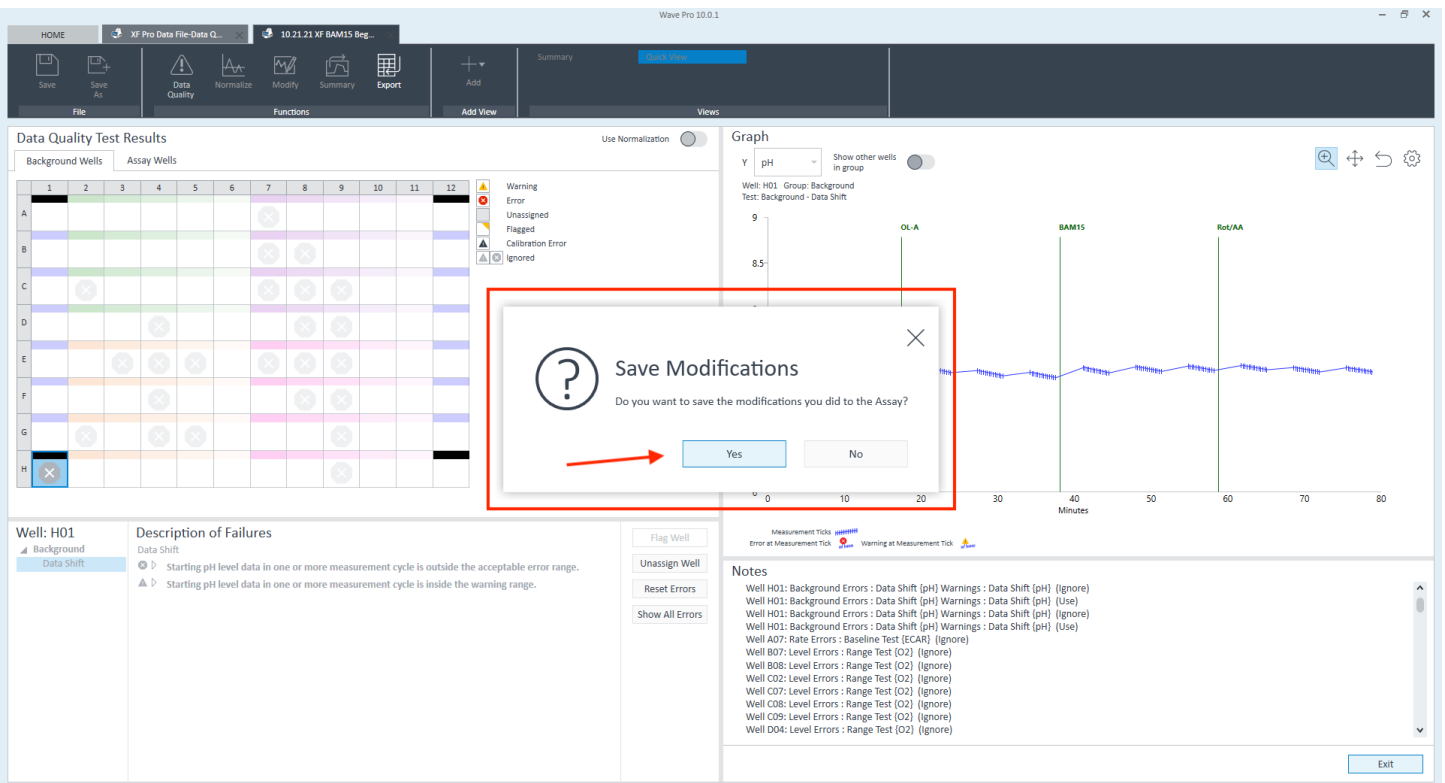 Wave Pro 10.0.1
HOME
XF Pro Data File-Data Q...
10.21.21 XF BAM15 Beg...
Save
Save As
Data Quality
Normalize
Modify
Summary
Export
Add
Summary
Quick View
File
Functions
Add View
Views
Data Quality Test Results
Use Normalization
Background Wells
Assay Wells
1 2 3 4 5 6 7 8 9 10 11 12
A
B
C
D
E
F
G
H
Warning
Error
Unassigned
Flagged
Calibration Error
Ignored
Graph
Y pH
Show other wells in group
Well: H01 Group: Background
Test: Background - Data Shift
9
8.5
OL-A
BAM15
Rot/AA
Save Modifications
Do you want to save the modifications you did to the Assay?
Yes
No
0 10 20 30 40 50 60 70 80
Minutes
Measurement Ticks
Error at Measurement Tick
Warning at Measurement Tick
Well: H01
Background
Data Shift
Description of Failures
Data Shift
Starting pH level data in one or more measurement cycle is outside the acceptable error range.
Starting pH level data in one or more measurement cycle is inside the warning range.
Flag Well
Unassign Well
Reset Errors
Show All Errors
Notes
Well H01: Background Errors : Data Shift {pH} Warnings : Data Shift {pH} (Ignore)
Well H01: Background Errors : Data Shift {pH} Warnings : Data Shift {pH} (Use)
Well H01: Background Errors : Data Shift {pH} Warnings : Data Shift {pH} (Ignore)
Well H01: Background Errors : Data Shift {pH} Warnings : Data Shift {pH} (Use)
Well A07: Rate Errors : Baseline Test {ECAR} (Ignore)
Well B07: Level Errors : Range Test {O2} (Ignore)
Well B08: Level Errors : Range Test {O2} (Ignore)
Well C02: Level Errors : Range Test {O2} (Ignore)
Well C07: Level Errors : Range Test {O2} (Ignore)
Well C08: Level Errors : Range Test {O2} (Ignore)
Well C09: Level Errors : Range Test {O2} (Ignore)
Well D04: Level Errors : Range Test {O2} (Ignore)
Exit